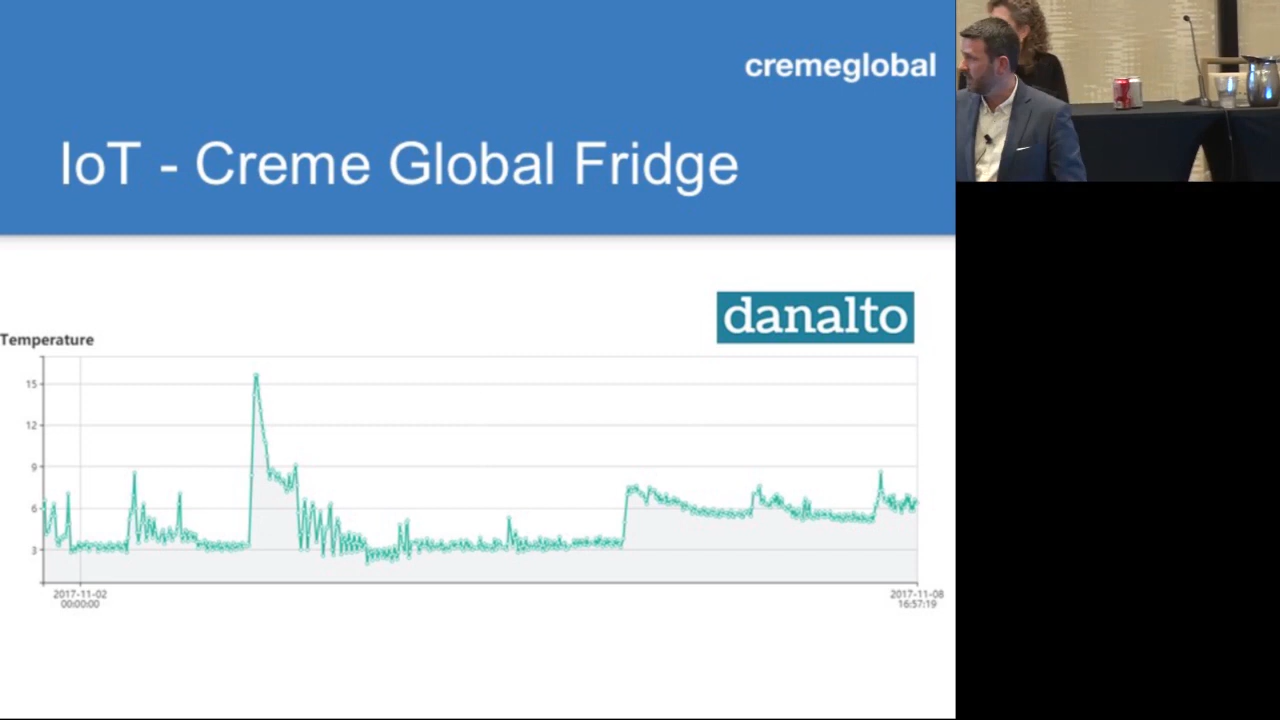 cremeglobal
IoT - Creme Global Fridge
danalto
Temperature
15
12
9
6
3
2017-11-02
00:00:00
2017-11-08
16:57:19